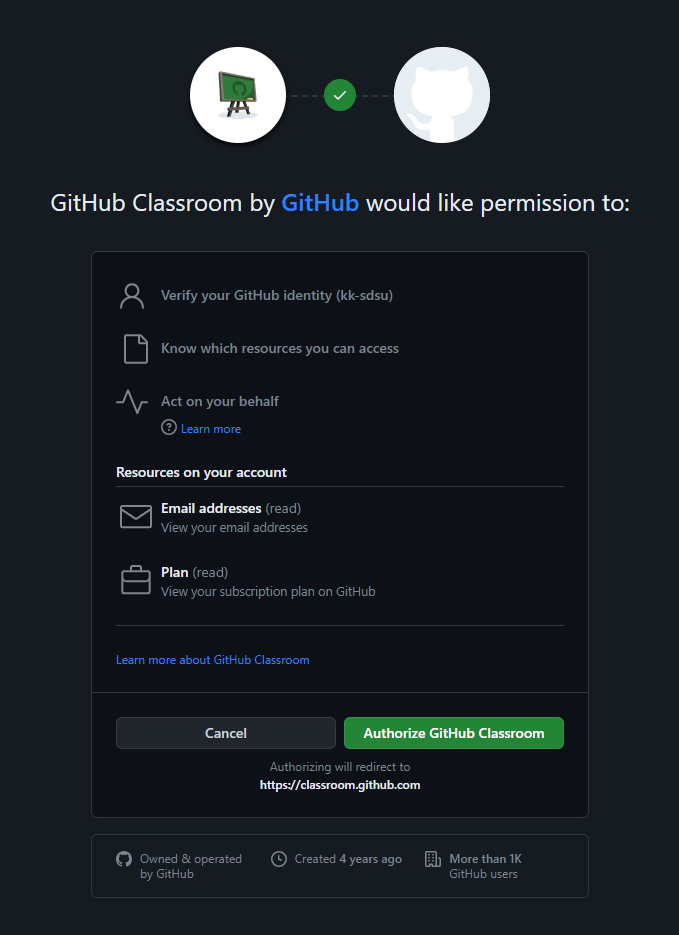 GitHub Classroom by GitHub would like permission to:
Verify your GitHub identity (kk-sdsu)
Know which resources you can access
Act on your behalf
Learn more
Resources on your account
Email addresses (read)
View your email addresses
Plan (read)
View your subscription plan on GitHub
Learn more about GitHub Classroom
Cancel
Authorize GitHub Classroom
Authorizing will redirect to
https://classroom.github.com
Owned & operated
by GitHub
Created 4 years ago
More than 1K
GitHub users